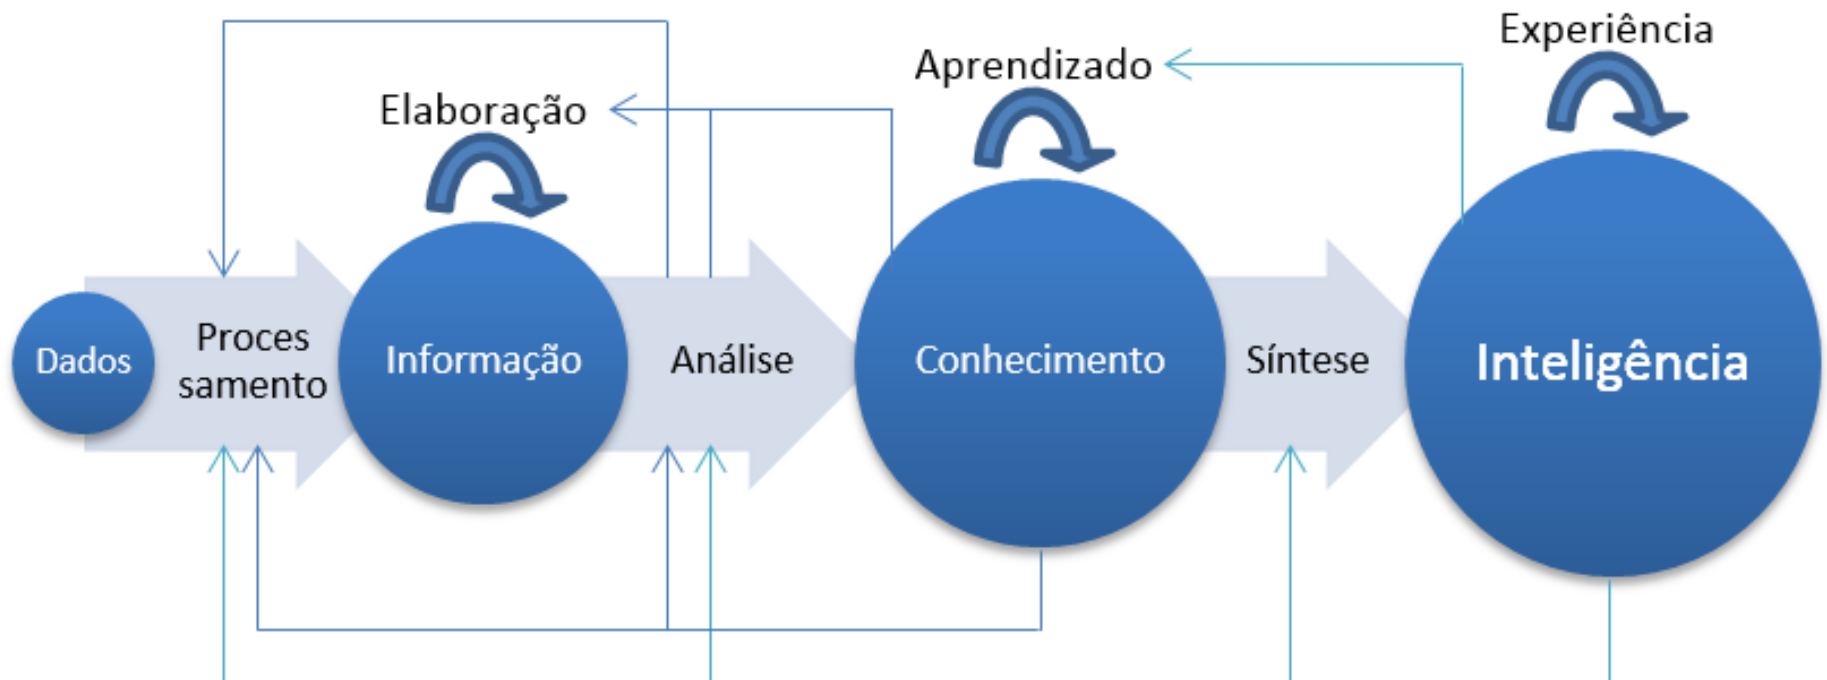 Experiência
Aprendizado
Elaboração
Dados
Proces
samento
Informação
Análise
Conhecimento
Síntese
Inteligência